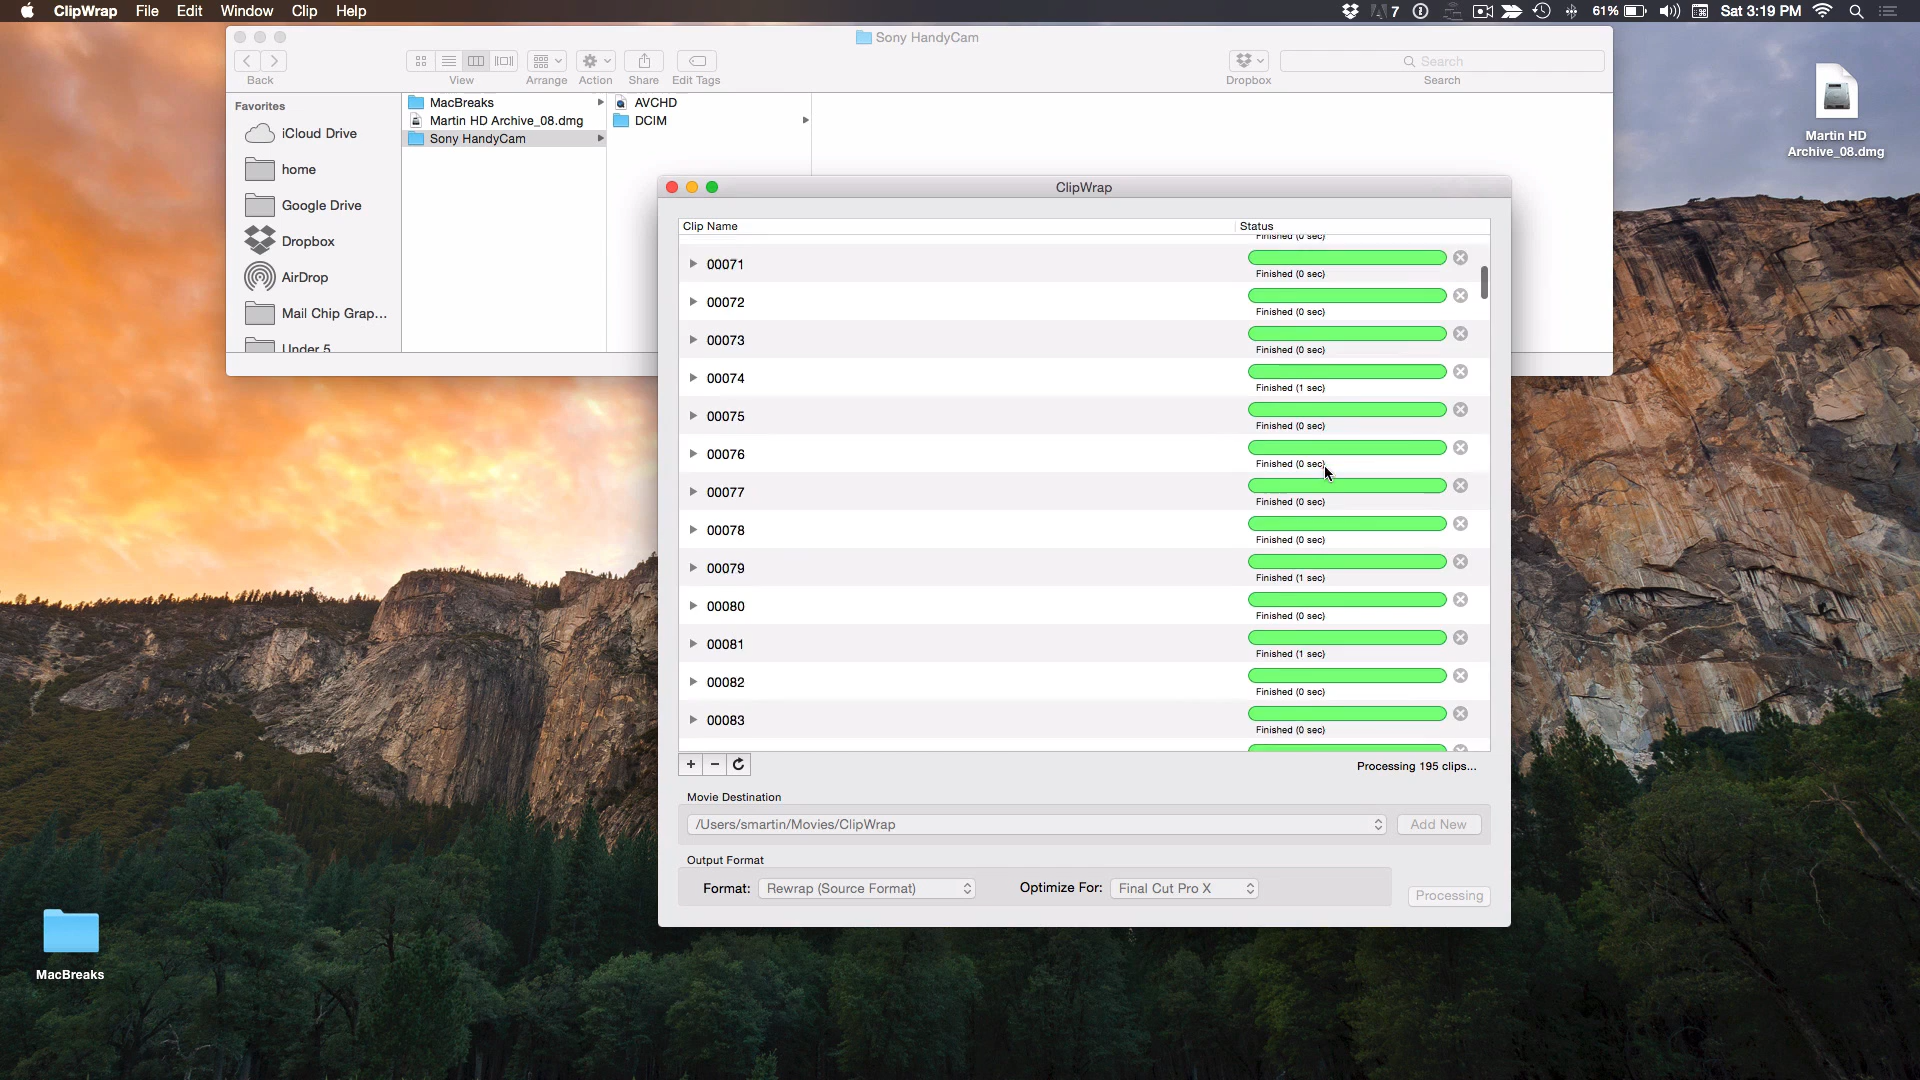 ClipWrap File Edit Window Clip Help
7 61% Sat 3:19 PM
Sony HandyCam
Back View Arrange Action Share Edit Tags Dropbox Search
Search
Favorites
iCloud Drive
home
Google Drive
Dropbox
AirDrop
Mail Chip Grap...
Under 5
MacBreaks
Martin HD Archive_08.dmg
Sony HandyCam
AVCHD
DCIM
Martin HD
Archive_08.dmg
ClipWrap
Clip Name Status
Finished (0 sec)
00071
Finished (0 sec)
00072
Finished (0 sec)
00073
Finished (0 sec)
00074
Finished (1 sec)
00075
Finished (0 sec)
00076
Finished (0 sec)
00077
Finished (0 sec)
00078
Finished (0 sec)
00079
Finished (1 sec)
00080
Finished (0 sec)
00081
Finished (1 sec)
00082
Finished (0 sec)
00083
Finished (0 sec)
Processing 195 clips...
Movie Destination
/Users/smartin/Movies/ClipWrap Add New
Output Format
Format: Rewrap (Source Format) Optimize For: Final Cut Pro X Processing
MacBreaks